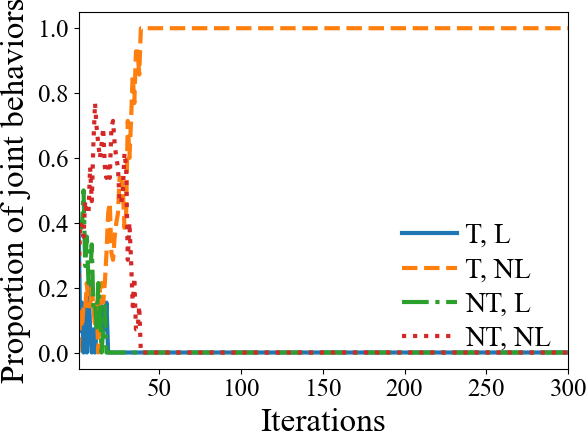 Proportion of joint behaviors
1.0
0.8
0.6
0.4
0.2
0.0
T, L
T, NL
NT, L
NT, NL
50 100 150 200 250 300
Iterations